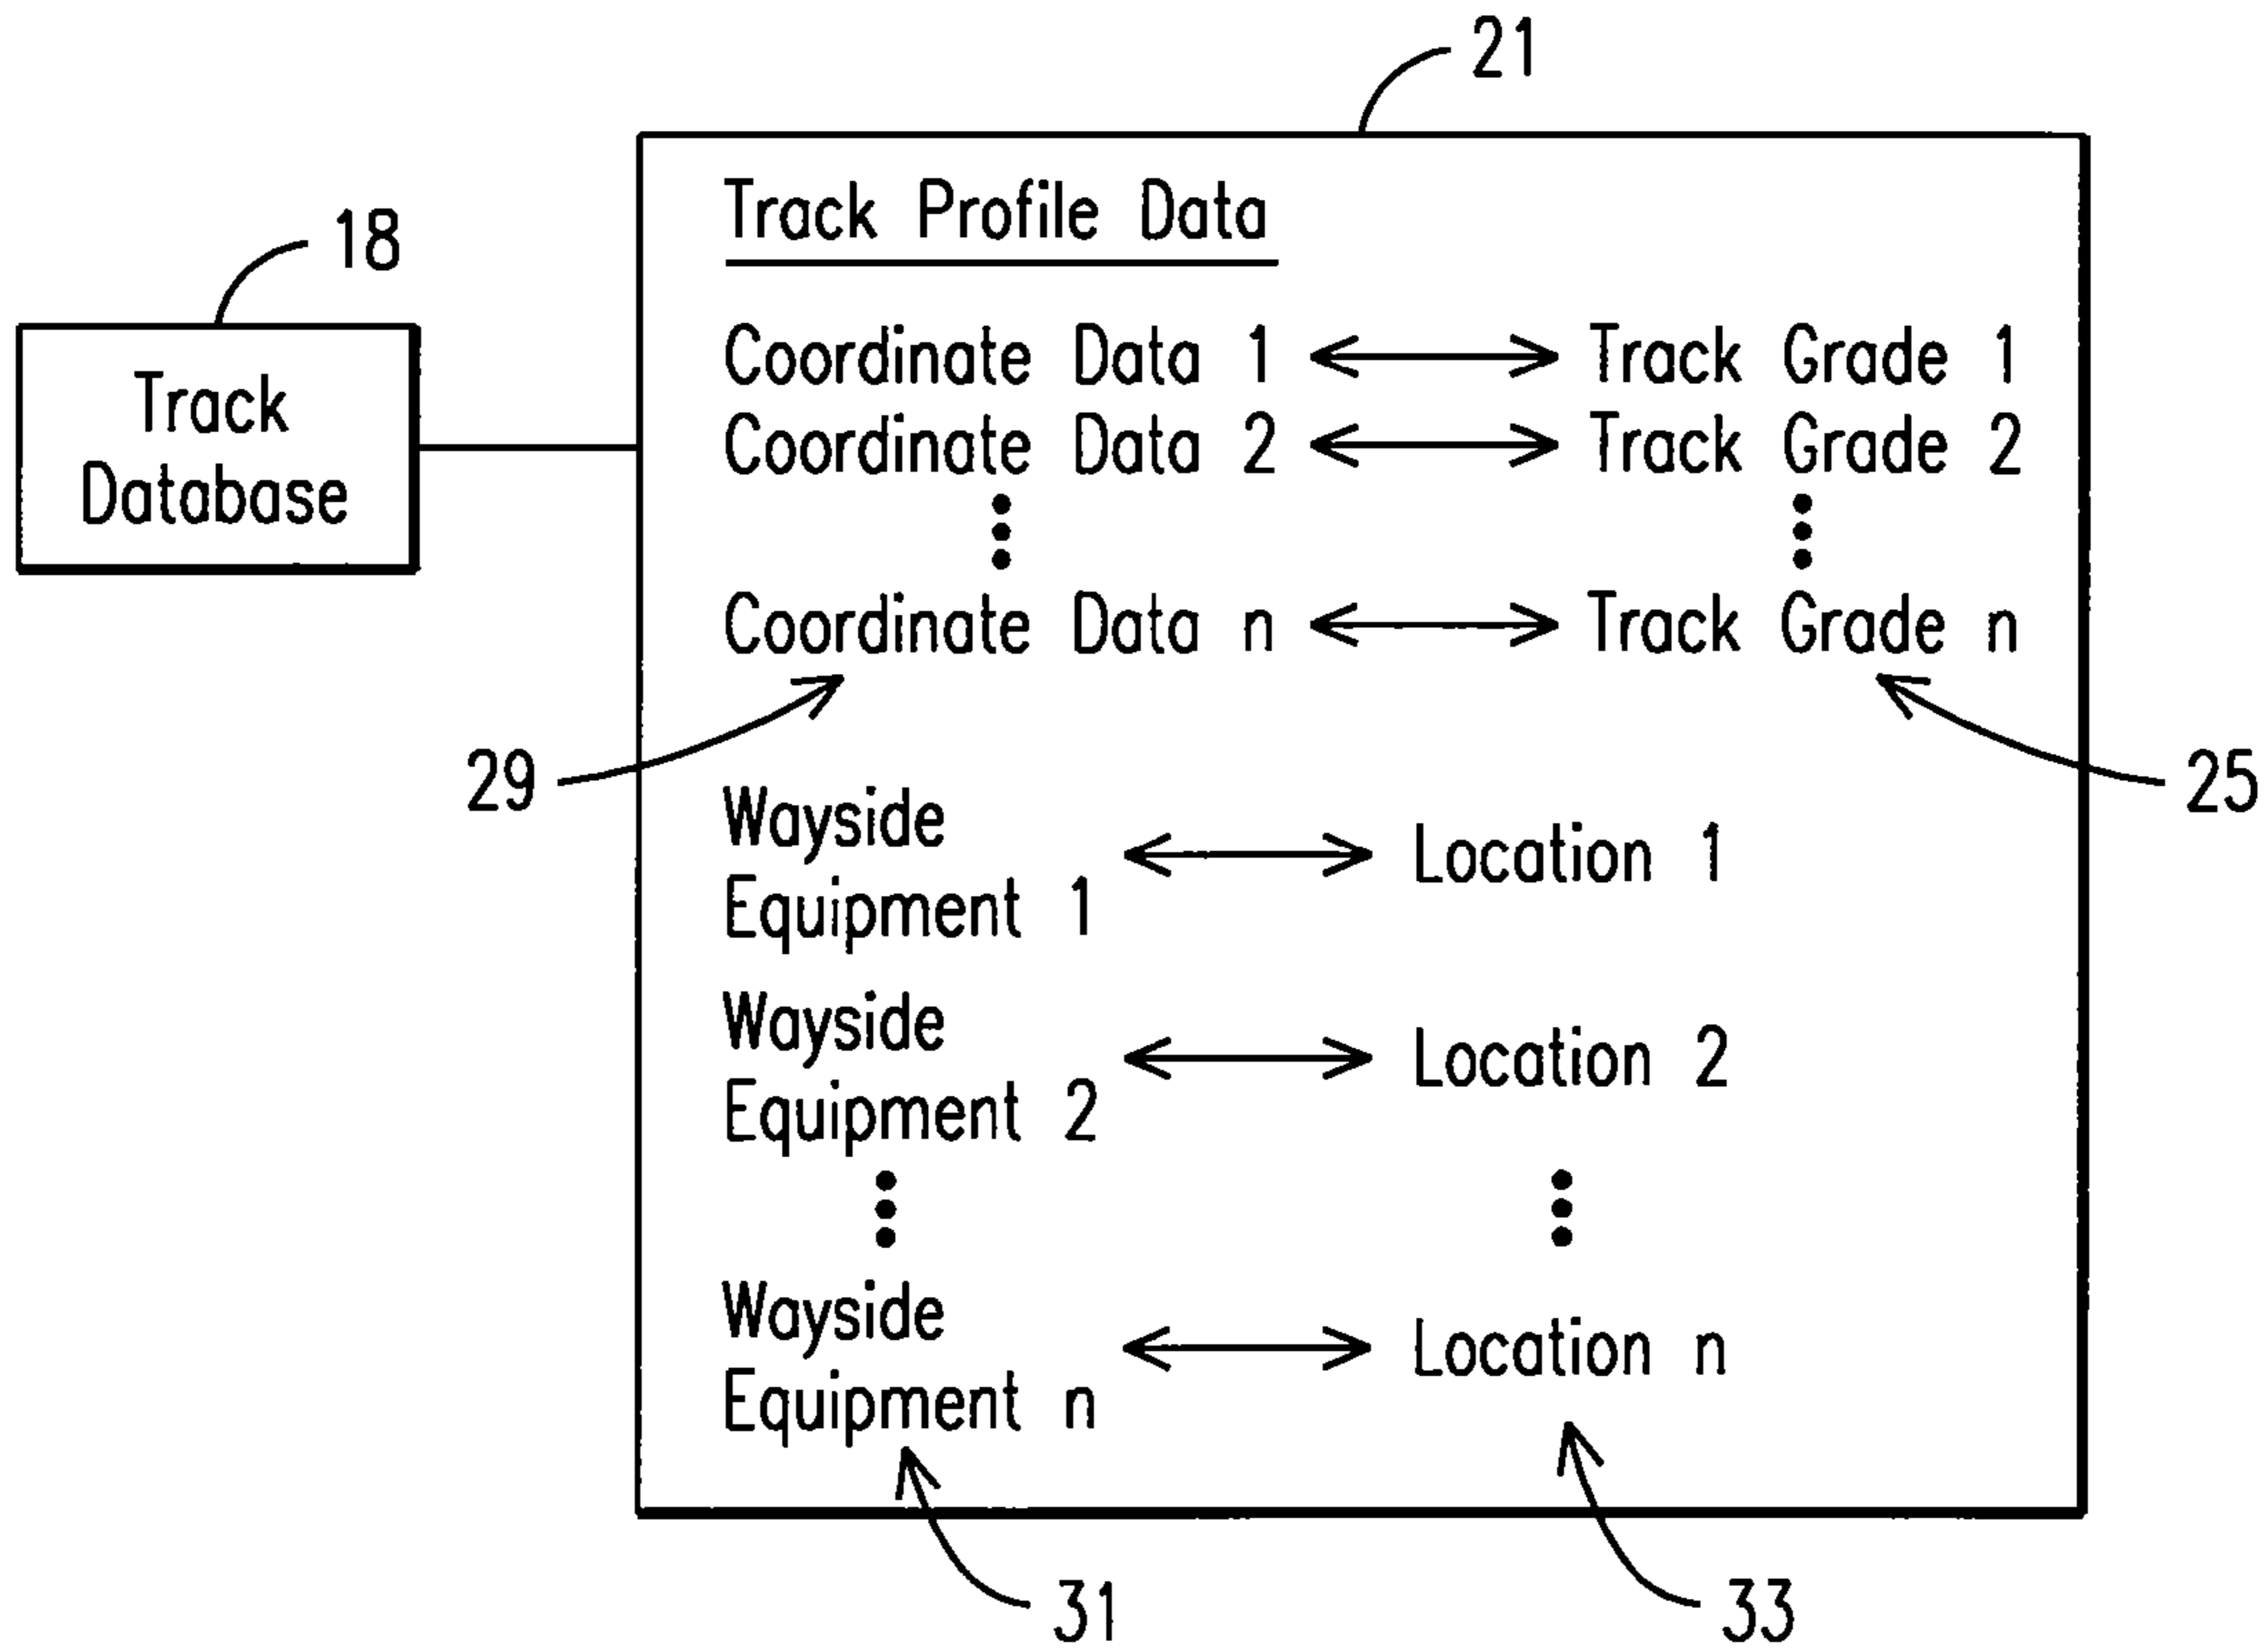 21
18
Track Profile Data
Track
Database
Coordinate Data 1 Track Grade 1
Coordinate Data 2 Track Grade 2
Coordinate Data n Track Grade n
29
25
Wayside
Equipment 1
Location 1
Wayside
Equipment 2
Location 2
Wayside
Equipment n
Location n
31
33